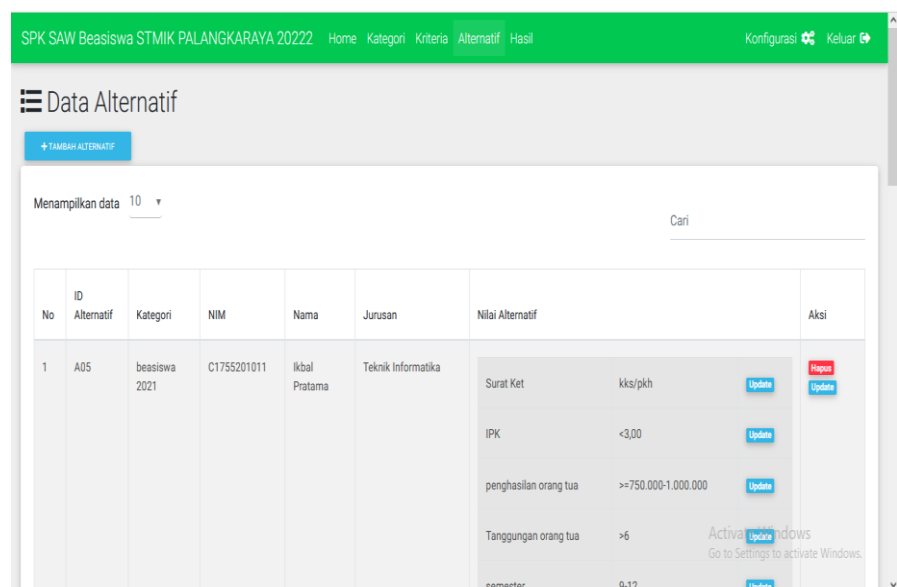 SPK SAW Beasiswa STMIK PALANGKARAYA 20222 Home Kategori Kriteria Alternatif Hasil Konfigurasi Keluar
Data Alternatif
+ TAMBAH ALTERNATIF
Menampilkan data 10
Cari
No ID Alternatif Kategori NIM Nama Jurusan Nilai Alternatif Aksi
1 A05 beasiswa 2021 C1755201011 Ikbal Pratama Teknik Informatika
Surat Ket kks/pkh Update
Hapus
Update
IPK <3,00 Update
penghasilan orang tua >=750.000-1.000.000 Update
Tanggungan orang tua >6 Update
Activate Windows
Go to Settings to activate Windows.
semester 9-12 Update